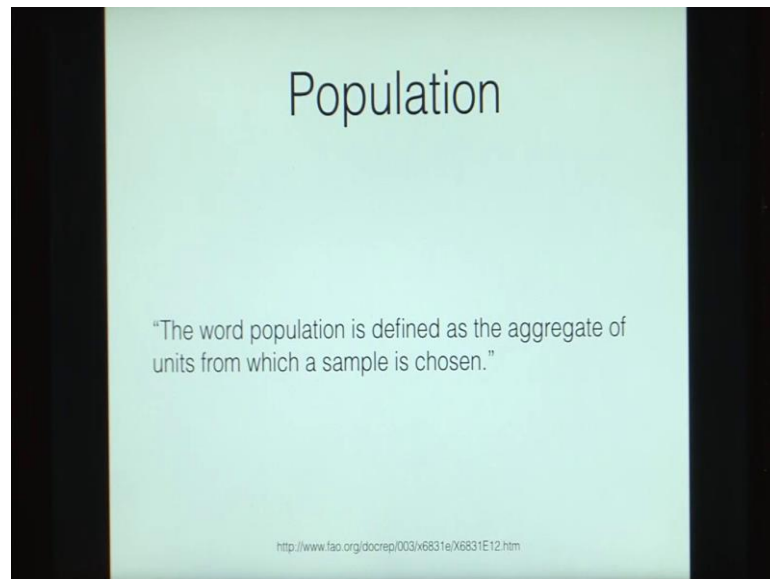 Population
“The word population is defined as the aggregate of
units from which a sample is chosen.”
http://www.fao.org/docrep/003/x6831e/X6831E12.htm